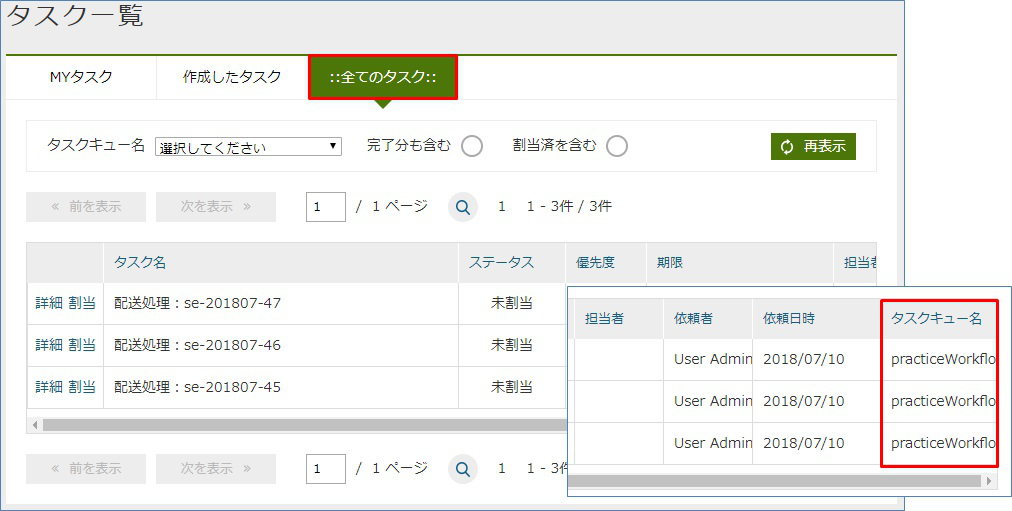 タスク一覧
MYタスク 作成したタスク ::全てのタスク::
タスクキュー名 選択してください 完了分も含む 割当済を含む 再表示
« 前を表示 次を表示 » 1 / 1 ページ 1 1 - 3件 / 3件
タスク名 ステータス 優先度 期限 担当者
詳細 割当 配送処理：se-201807-47 未割当
詳細 割当 配送処理：se-201807-46 未割当
詳細 割当 配送処理：se-201807-45 未割当
« 前を表示 次を表示 » 1 / 1 ページ 1 1 - 3件
担当者 依頼者 依頼日時 タスクキュー名
User Admin 2018/07/10 practiceWorkflo
User Admin 2018/07/10 practiceWorkflo
User Admin 2018/07/10 practiceWorkflo